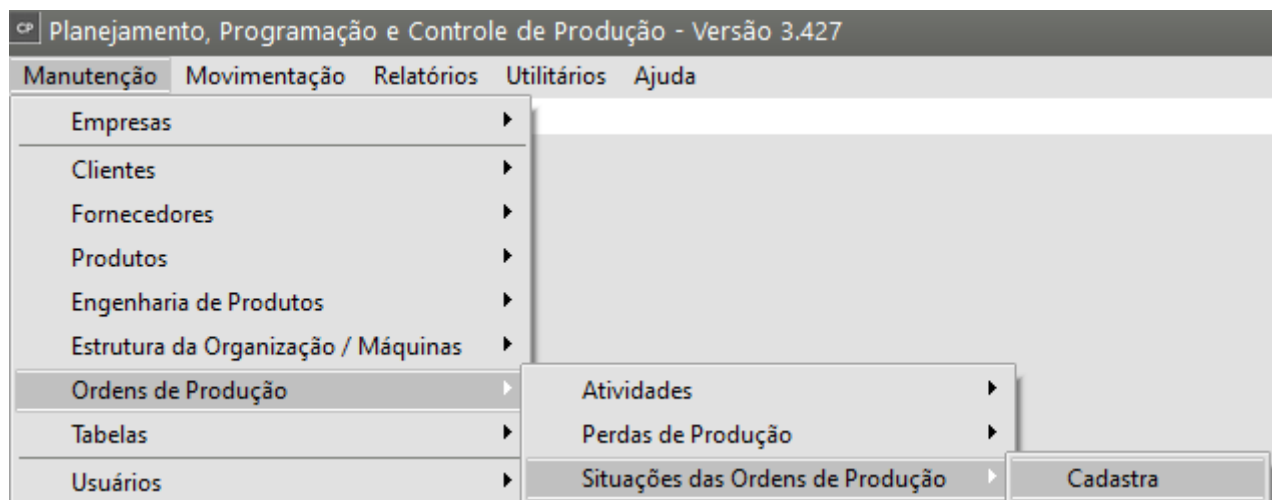 CP Planejamento, Programação e Controle de Produção - Versão 3.427
Manutenção Movimentação Relatórios Utilitários Ajuda
Empresas
Clientes
Fornecedores
Produtos
Engenharia de Produtos
Estrutura da Organização / Máquinas
Ordens de Produção
Atividades
Tabelas
Perdas de Produção
Usuários
Situações das Ordens de Produção
Cadastra